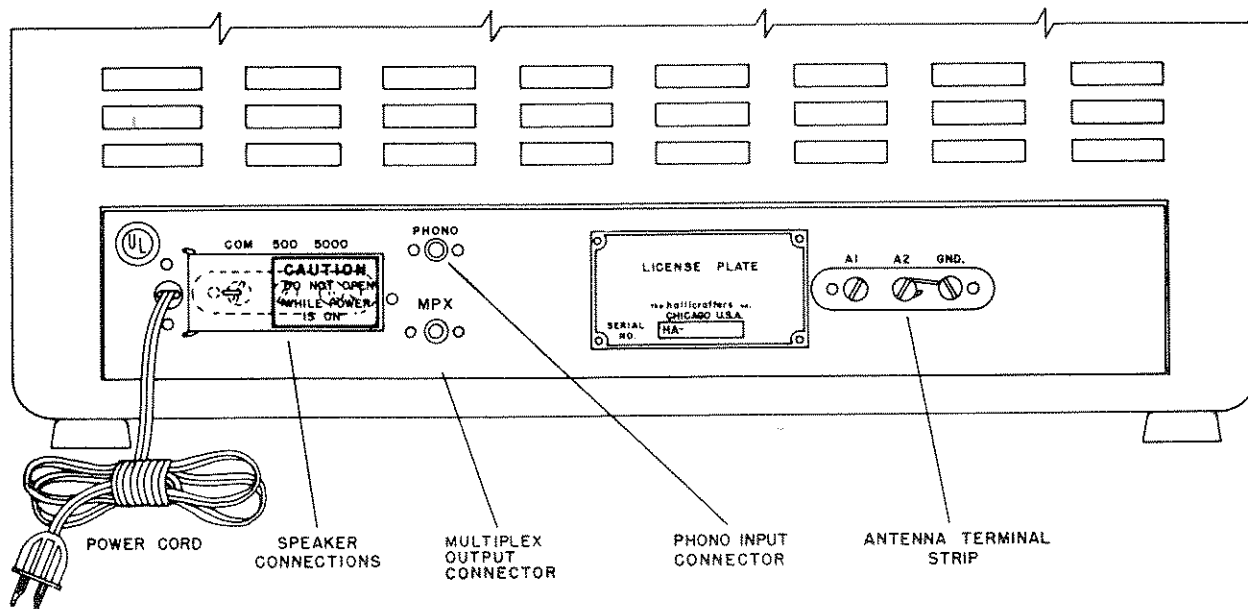 UL
COM 500 5000
CAUTION
DO NOT OPEN
WHILE POWER
IS ON
PHONO
MPX
LICENSE PLATE
the hallicrafters co.
CHICAGO U.S.A.
SERIAL
NO.
HA-
A1 A2 GND.
POWER CORD
SPEAKER
CONNECTIONS
MULTIPLEX
OUTPUT
CONNECTOR
PHONO INPUT
CONNECTOR
ANTENNA TERMINAL
STRIP